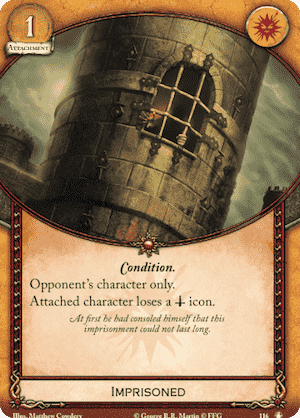 1
ATTACHMENT
Condition.
Opponent's character only.
Attached character loses a icon.
At first he had consoled himself that this
imprisonment could not last long.
IMPRISONED
Illus. Matthew Cowdery © George R.R. Martin © FFG 116